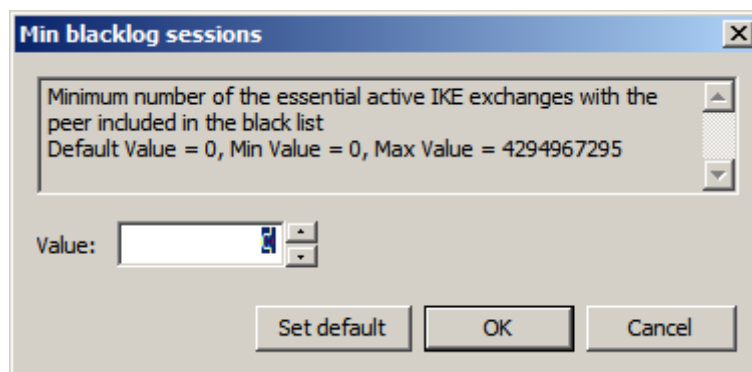 Min blacklog sessions
Minimum number of the essential active IKE exchanges with the
peer included in the black list
Default Value = 0, Min Value = 0, Max Value = 4294967295
Value: 0
Set default OK Cancel